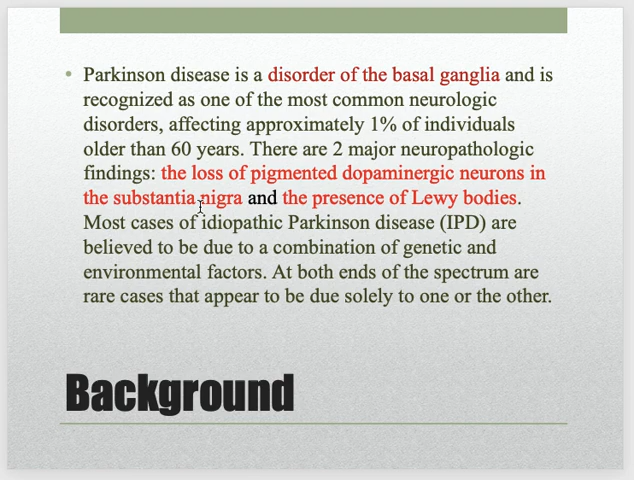 • Parkinson disease is a disorder of the basal ganglia and is
recognized as one of the most common neurologic
disorders, affecting approximately 1% of individuals
older than 60 years. There are 2 major neuropathologic
findings: the loss of pigmented dopaminergic neurons in
the substantia nigra and the presence of Lewy bodies.
Most cases of idiopathic Parkinson disease (IPD) are
believed to be due to a combination of genetic and
environmental factors. At both ends of the spectrum are
rare cases that appear to be due solely to one or the other.
Background